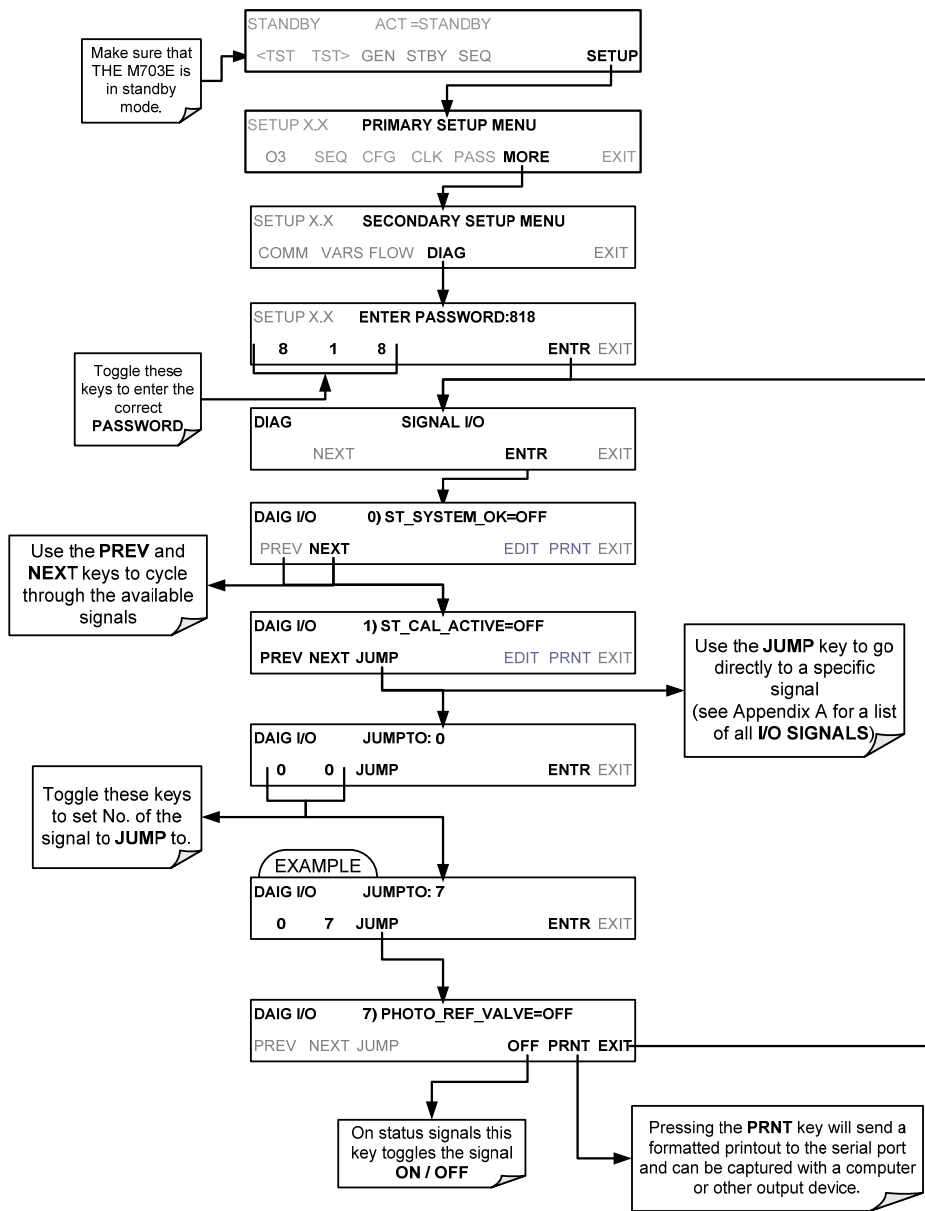 STANDBY ACT =STANDBY
<TST TST> GEN STBY SEQ SETUP
Make sure that
THE M703E is
in standby
mode.
SETUP X.X PRIMARY SETUP MENU
O3 SEQ CFG CLK PASS MORE EXIT
SETUP X.X SECONDARY SETUP MENU
COMM VARS FLOW DIAG EXIT
SETUP X.X ENTER PASSWORD:818
8 1 8 ENTR EXIT
Toggle these
keys to enter the
correct
PASSWORD
DIAG SIGNAL I/O
NEXT ENTR EXIT
DAIG I/O 0) ST_SYSTEM_OK=OFF
PREV NEXT EDIT PRNT EXIT
Use the PREV and
NEXT keys to cycle
through the available
signals
DAIG I/O 1) ST_CAL_ACTIVE=OFF
PREV NEXT JUMP EDIT PRNT EXIT
Use the JUMP key to go
directly to a specific
signal
(see Appendix A for a list
of all I/O SIGNALS)
DAIG I/O JUMPTO: 0
0 0 JUMP ENTR EXIT
Toggle these keys
to set No. of the
signal to JUMP to.
EXAMPLE
DAIG I/O JUMPTO: 7
0 7 JUMP ENTR EXIT
DAIG I/O 7) PHOTO_REF_VALVE=OFF
PREV NEXT JUMP OFF PRNT EXIT
On status signals this
key toggles the signal
ON / OFF
Pressing the PRNT key will send a
formatted printout to the serial port
and can be captured with a computer
or other output device.